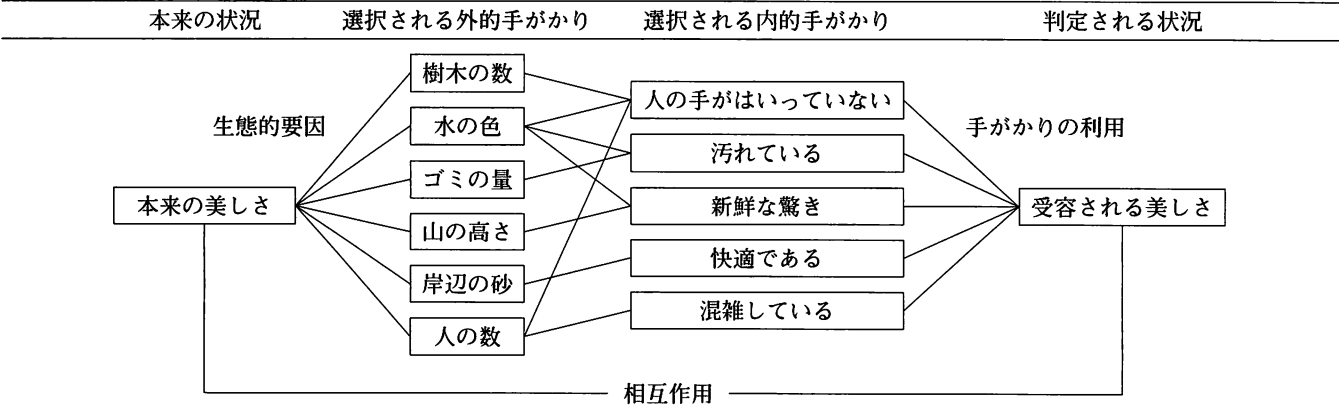 本来の状況
選択される外的手がかり
選択される内的手がかり
判定される状況
生態的要因
本来の美しさ
樹木の数
水の色
ゴミの量
山の高さ
岸辺の砂
人の数
人の手がはいっていない
汚れている
新鮮な驚き
快適である
混雑している
手がかりの利用
受容される美しさ
相互作用